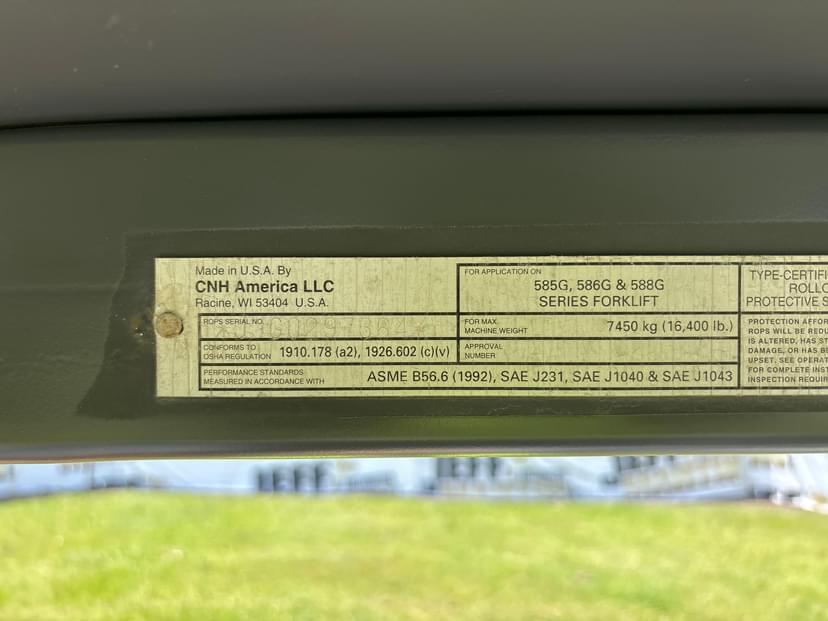 Made in U.S.A. By
CNH America LLC
Racine, WI 53404 U.S.A.
ROPS SERIAL NO.
CONFORMS TO
OSHA REGULATION
1910.178 (a2), 1926.602 (c)(v)
PERFORMANCE STANDARDS
MEASURED IN ACCORDANCE WITH
ASME B56.6 (1992), SAE J231, SAE J1040 & SAE J1043
FOR APPLICATION ON
585G, 586G & 588G
SERIES FORKLIFT
FOR MAX.
MACHINE WEIGHT
7450 kg (16,400 lb.)
APPROVAL
NUMBER
TYPE-CERTIFI
ROLLO
PROTECTIVE S
PROTECTION AFFOR
ROPS WILL BE REDU
IS ALTERED, HAS ST
DAMAGE, OR HAS BE
UPSET. SEE OPERAT
FOR COMPLETE INST
INSPECTION REQUIR
JEFF